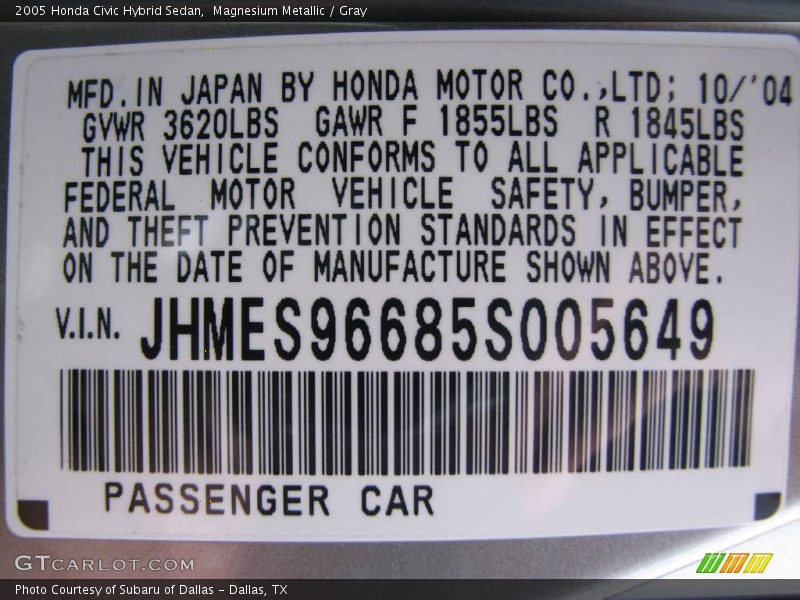 2005 Honda Civic Hybrid Sedan,  Magnesium Metallic / Gray
MFD. IN JAPAN BY HONDA MOTOR CO.,LTD; 10/'04
GVWR 3620LBS  GAWR F 1855LBS  R 1845LBS
THIS VEHICLE CONFORMS TO ALL APPLICABLE
FEDERAL MOTOR VEHICLE SAFETY, BUMPER,
AND THEFT PREVENTION STANDARDS IN EFFECT
ON THE DATE OF MANUFACTURE SHOWN ABOVE.
V.I.N. JHMES96685S005649
PASSENGER CAR
GTCARLOT.COM
Photo Courtesy of Subaru of Dallas - Dallas, TX